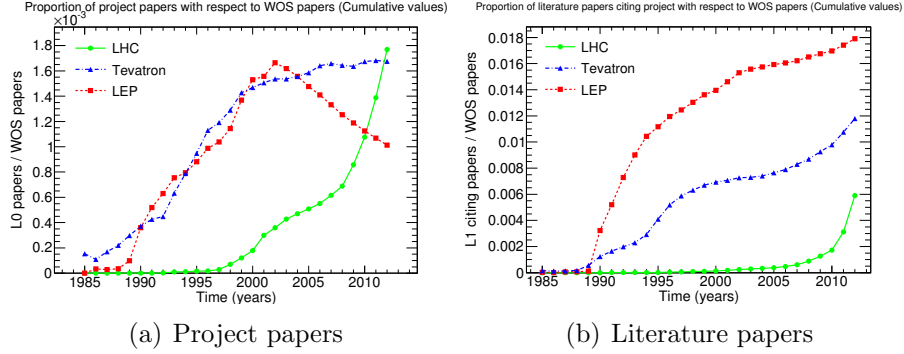 Proportion of project papers with respect to WOS papers (Cumulative values)
×10⁻³
L0 papers / WOS papers
1.8
1.6
1.4
1.2
1
0.8
0.6
0.4
0.2
0
LHC
Tevatron
LEP
1985 1990 1995 2000 2005 2010
Time (years)
(a) Project papers
Proportion of literature papers citing project with respect to WOS papers (Cumulative values)
L1 citing papers / WOS papers
0.018
0.016
0.014
0.012
0.01
0.008
0.006
0.004
0.002
0.000
LHC
Tevatron
LEP
1985 1990 1995 2000 2005 2010
Time (years)
(b) Literature papers